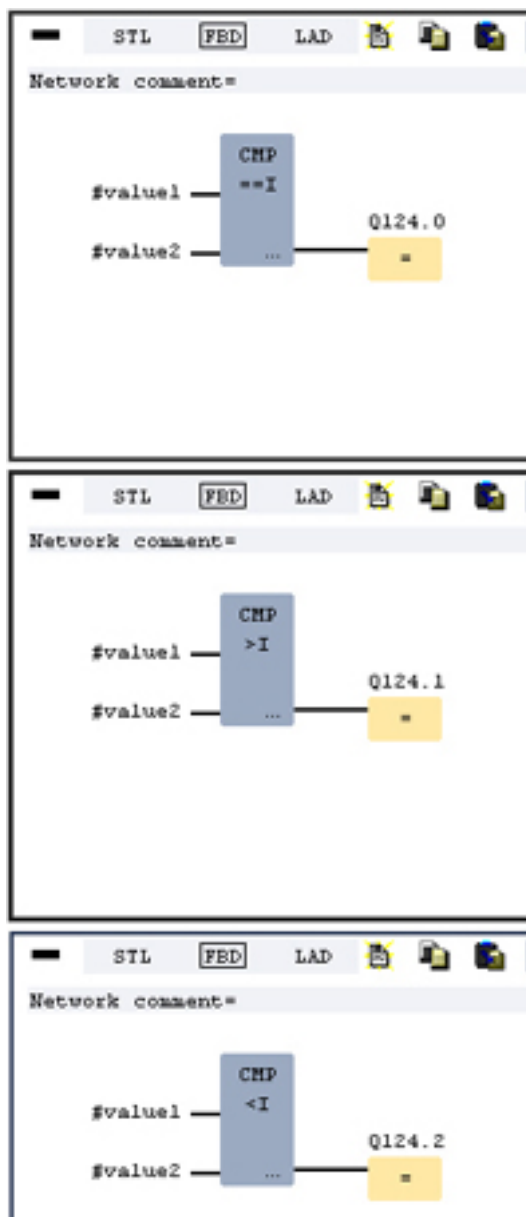 STL FBD LAD
Network comment=
CMP
#value1 ==I
Q124.0
#value2 ...
=
STL FBD LAD
Network comment=
CMP
#value1 >I
Q124.1
#value2 ...
=
STL FBD LAD
Network comment=
CMP
#value1 <I
Q124.2
#value2 ...
=